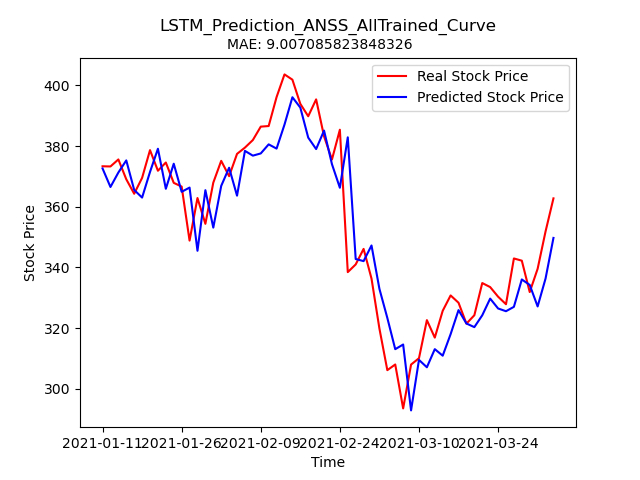 LSTM_Prediction_ANSS_AllTrained_Curve
MAE: 9.007085823848326
Real Stock Price
Predicted Stock Price
400
380
360
340
320
300
Stock Price
2021-01-11 2021-01-26 2021-02-09 2021-02-24 2021-03-10 2021-03-24
Time